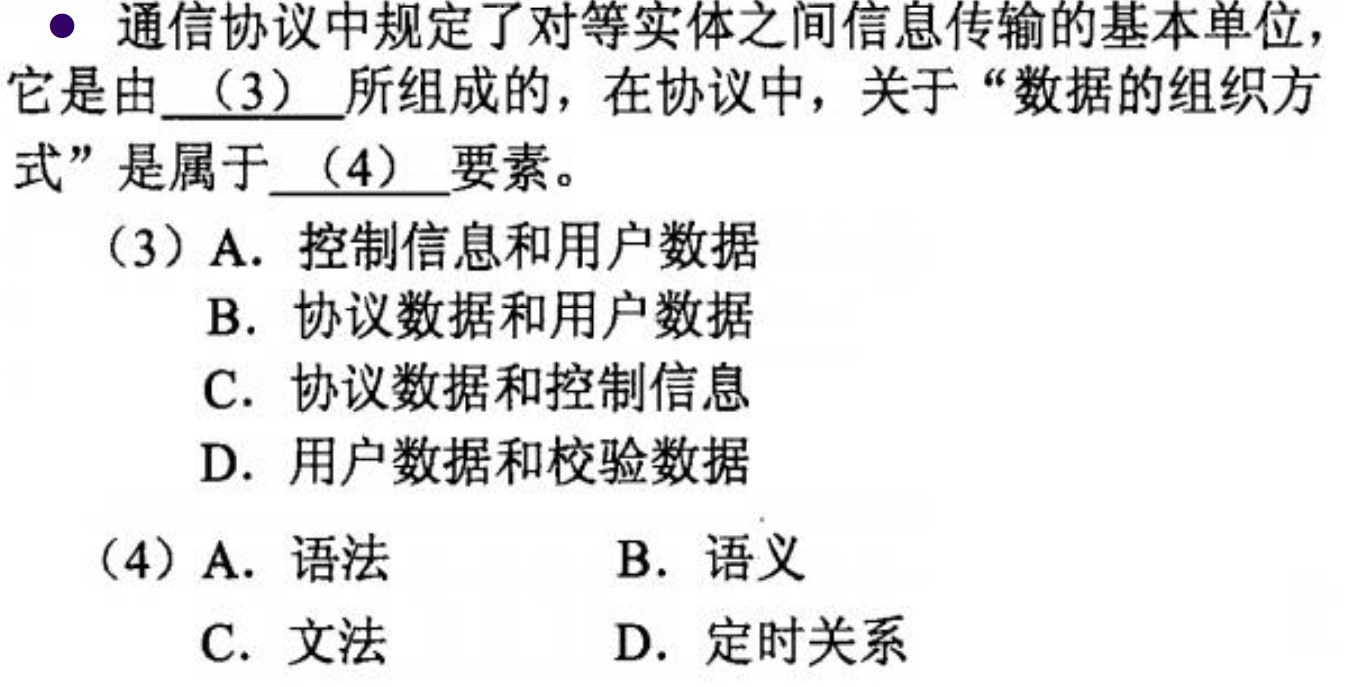 ● 通信协议中规定了对等实体之间信息传输的基本单位，
它是由（3）所组成的，在协议中，关于“数据的组织方
式”是属于（4）要素。
（3）A．控制信息和用户数据
B．协议数据和用户数据
C．协议数据和控制信息
D．用户数据和校验数据
（4）A．语法 B．语义
C．文法 D．定时关系